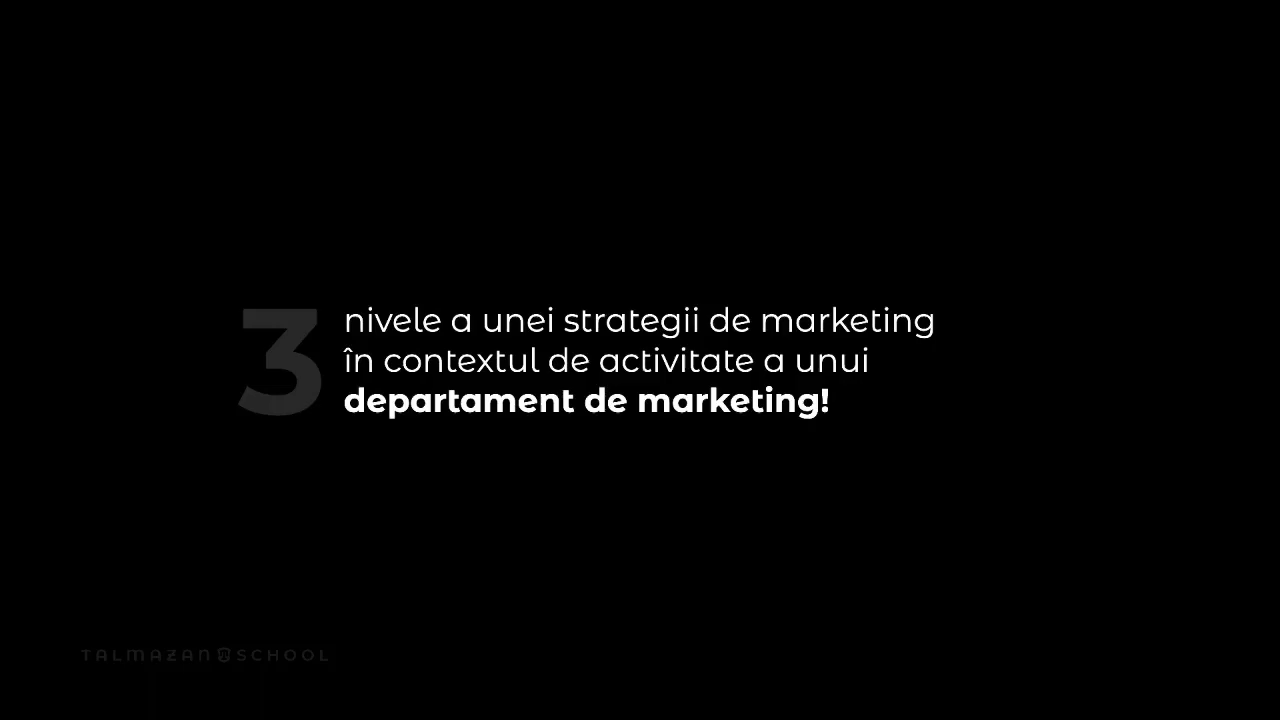 3
nivele a unei strategii de marketing
în contextul de activitate a unui
departament de marketing!
TALMAZAN SCHOOL